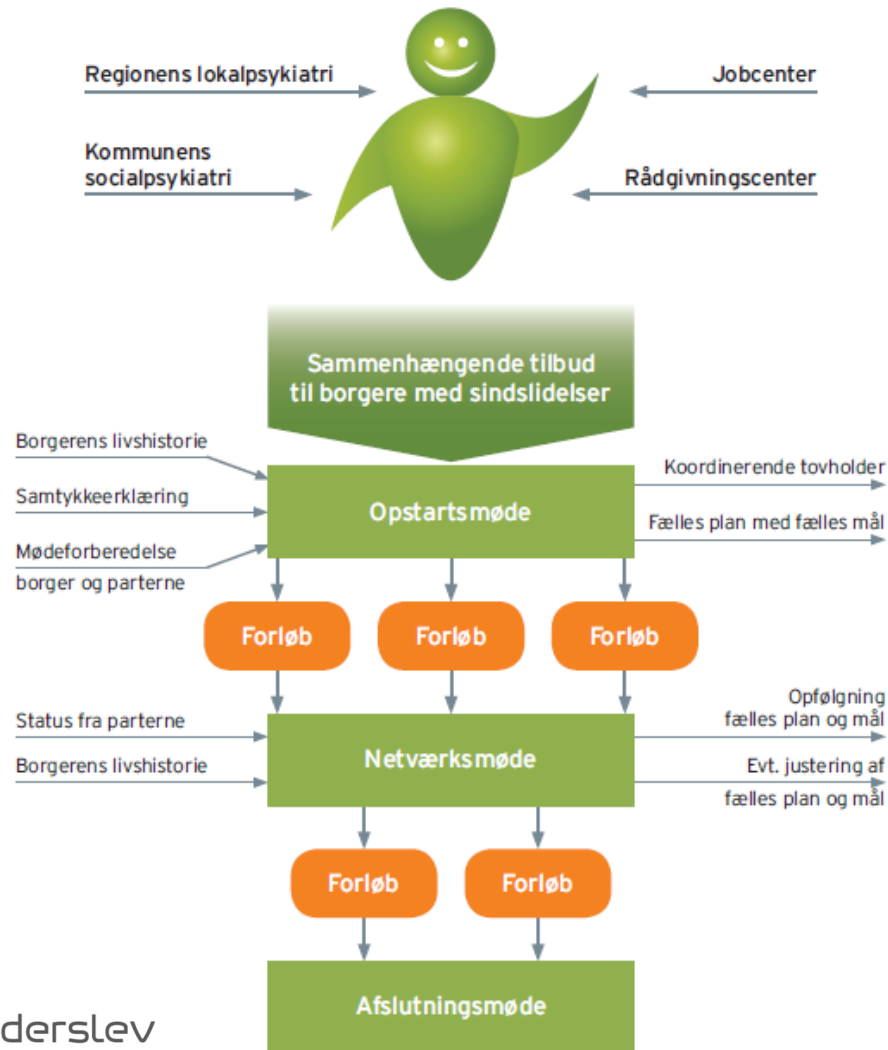 Regionens lokalpsykiatri
Jobcenter
Kommunens
socialpsykiatri
Rådgivningscenter
Sammenhængende tilbud
til borgere med sindslidelser
Borgerens livshistorie
Samtykkeerklæring
Mødeforberedelse
borger og parterne
Opstartsmøde
Koordinerende tovholder
Fælles plan med fælles mål
Forløb
Forløb
Forløb
Status fra parterne
Borgerens livshistorie
Netværksmøde
Opfølgning
fælles plan og mål
Evt. justering af
fælles plan og mål
Forløb
Forløb
Afslutningsmøde
derslev